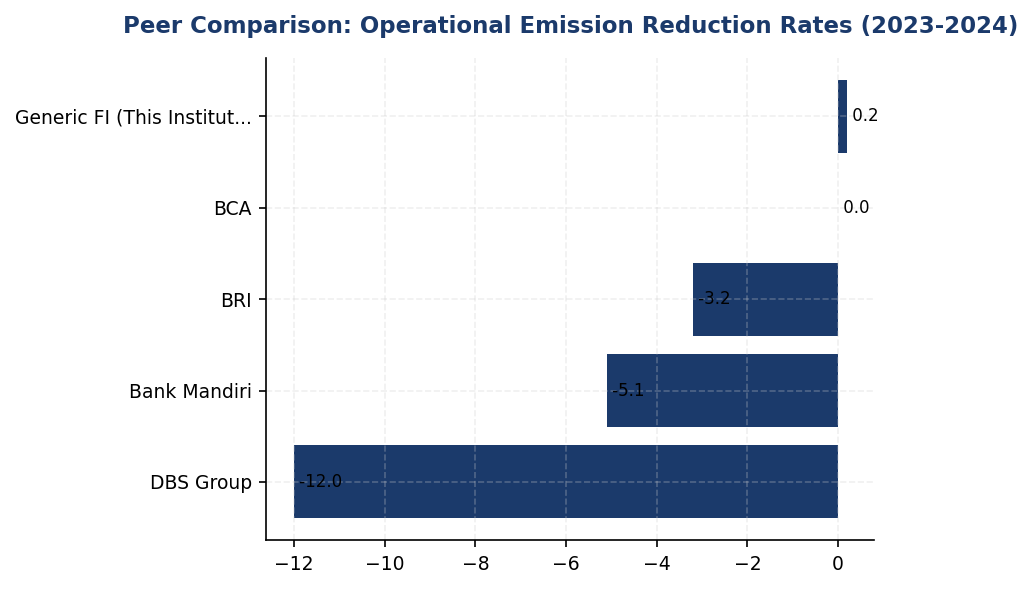 Peer Comparison: Operational Emission Reduction Rates (2023-2024)
Generic FI (This Institut...
0.2
BCA
0.0
BRI
-3.2
Bank Mandiri
-5.1
DBS Group
-12.0
−12 −10 −8 −6 −4 −2 0